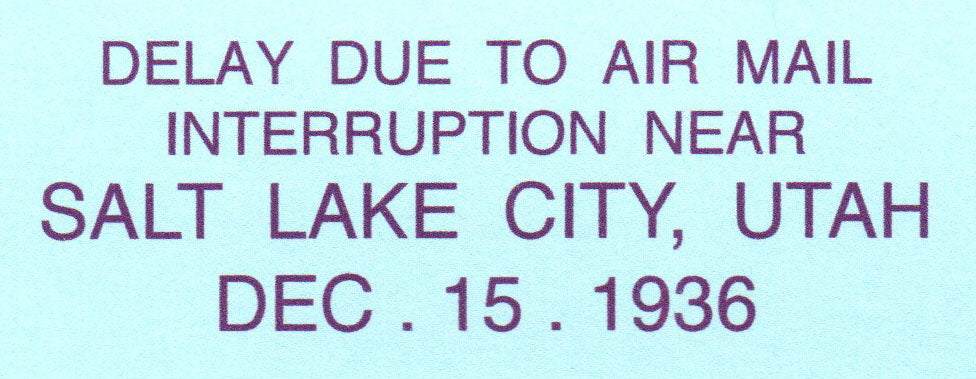 DELAY DUE TO AIR MAIL
INTERRUPTION NEAR
SALT LAKE CITY, UTAH
DEC . 15 . 1936